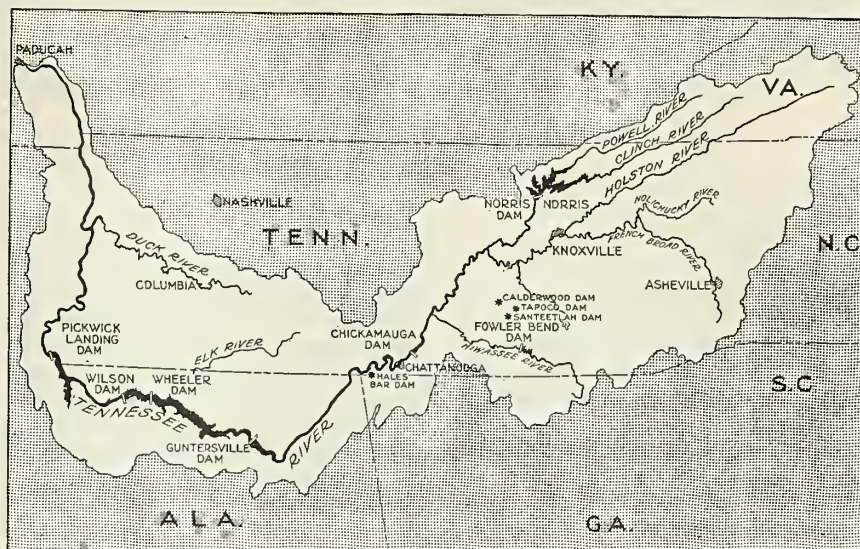 PADUCAH
KY.
VA.
POWELL RIVER
CLINCH RIVER
HOLSTON RIVER
NORRIS
DAM
NORRIS
NASHVILLE
TENN.
NOLICHUCKY RIVER
FRENCH BROAD RIVER
KNOXVILLE
N.C
DUCK RIVER
COLUMBIA
ASHEVILLE
* CALDERWOOD DAM
* TAPOCO DAM
* SANTEETLAH DAM
FOWLER BEND
DAM
PICKWICK
LANDING
DAM
CHICKAMAUGA
DAM
ELK RIVER
HIWASSEE RIVER
CHATTANOOGA
* HALES
BAR DAM
S.C
WILSON
DAM
WHEELER
DAM
TENNESSEE
RIVER
GUNTERSVILLE
DAM
ALA.
GA.